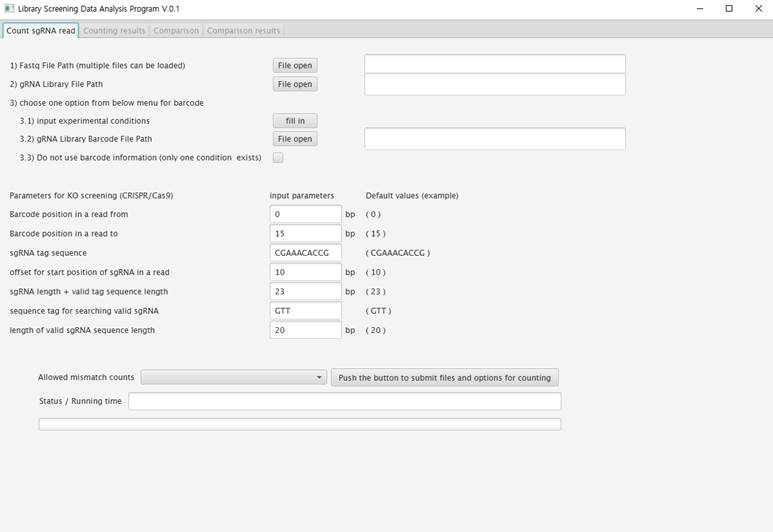 Library Screening Data Analysis Program V.0.1
Count sgRNA read Counting results Comparison Comparison results
1) Fastq File Path (multiple files can be loaded) File open
2) gRNA Library File Path File open
3) choose one option from below menu for barcode
3.1) input experimental conditions fill in
3.2) gRNA Library Barcode File Path File open
3.3) Do not use barcode information (only one condition exists)
Parameters for KO screening (CRISPR/Cas9) input parameters Default values (example)
Barcode position in a read from 0 bp ( 0 )
Barcode position in a read to 15 bp ( 15 )
sgRNA tag sequence CGAAACACCG ( CGAAACACCG )
offset for start position of sgRNA in a read 10 bp ( 10 )
sgRNA length + valid tag sequence length 23 bp ( 23 )
sequence tag for searching valid sgRNA GTT ( GTT )
length of valid sgRNA sequence length 20 bp ( 20 )
Allowed mismatch counts Push the button to submit files and options for counting
Status / Running time